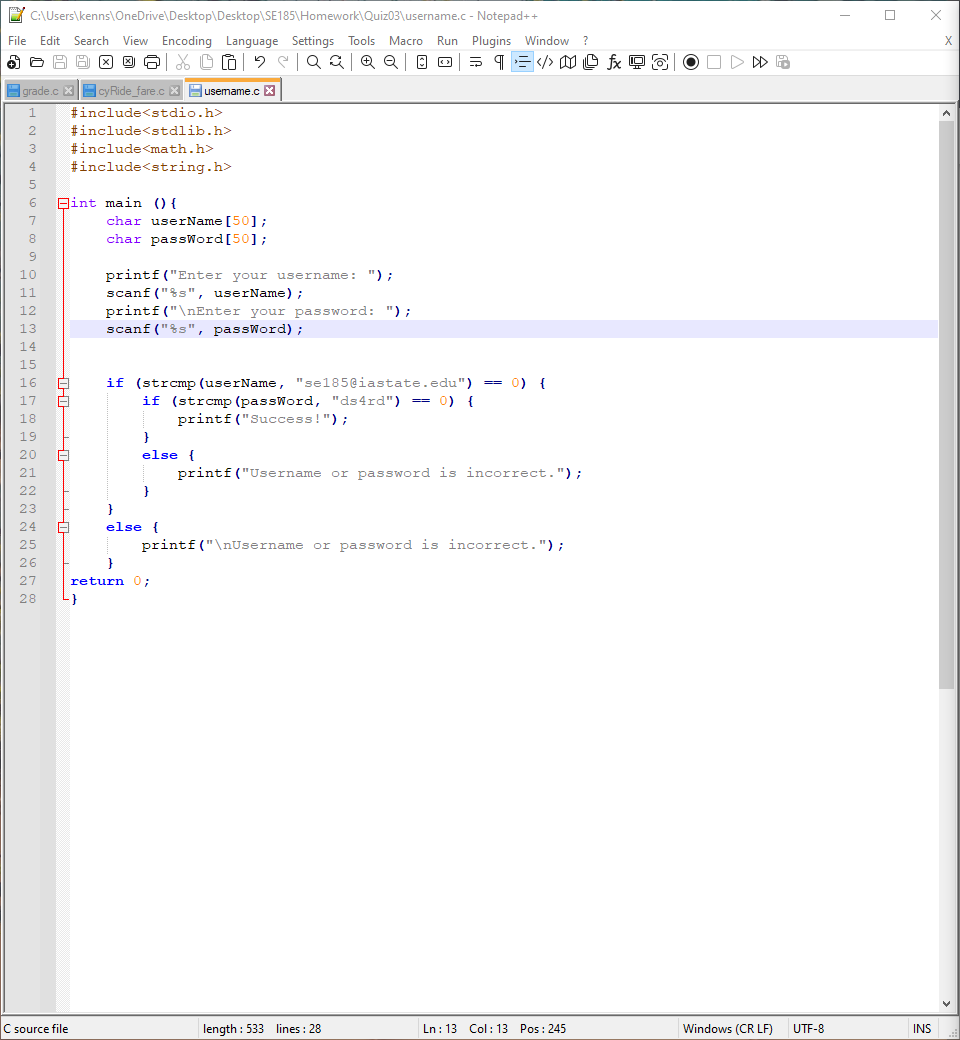 C:\Users\kenns\OneDrive\Desktop\Desktop\SE185\Homework\Quiz03\username.c - Notepad++
File Edit Search View Encoding Language Settings Tools Macro Run Plugins Window ? X
grade.c cyRide_fare.c username.c
1 #include<stdio.h>
2 #include<stdlib.h>
3 #include<math.h>
4 #include<string.h>
5
6 int main (){
7 char userName[50];
8 char passWord[50];
9
10 printf("Enter your username: ");
11 scanf("%s", userName);
12 printf("\nEnter your password: ");
13 scanf("%s", passWord);
14
15
16 if (strcmp(userName, "se185@iastate.edu") == 0) {
17 if (strcmp(passWord, "ds4rd") == 0) {
18 printf("Success!");
19 }
20 else {
21 printf("Username or password is incorrect.");
22 }
23 }
24 else {
25 printf("\nUsername or password is incorrect.");
26 }
27 return 0;
28 }
C source file length : 533 lines : 28 Ln : 13 Col : 13 Pos : 245 Windows (CR LF) UTF-8 INS